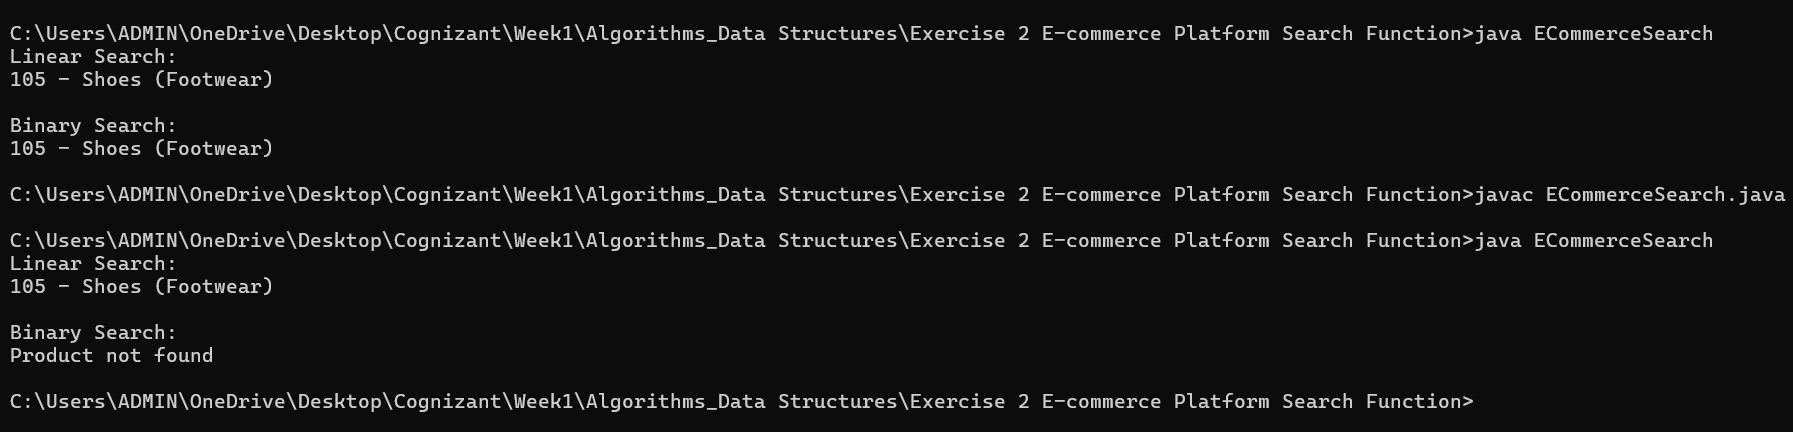 C:\Users\ADMIN\OneDrive\Desktop\Cognizant\Week1\Algorithms_Data Structures\Exercise 2 E-commerce Platform Search Function>java ECommerceSearch
Linear Search:
105 - Shoes (Footwear)
Binary Search:
105 - Shoes (Footwear)
C:\Users\ADMIN\OneDrive\Desktop\Cognizant\Week1\Algorithms_Data Structures\Exercise 2 E-commerce Platform Search Function>javac ECommerceSearch.java
C:\Users\ADMIN\OneDrive\Desktop\Cognizant\Week1\Algorithms_Data Structures\Exercise 2 E-commerce Platform Search Function>java ECommerceSearch
Linear Search:
105 - Shoes (Footwear)
Binary Search:
Product not found
C:\Users\ADMIN\OneDrive\Desktop\Cognizant\Week1\Algorithms_Data Structures\Exercise 2 E-commerce Platform Search Function>